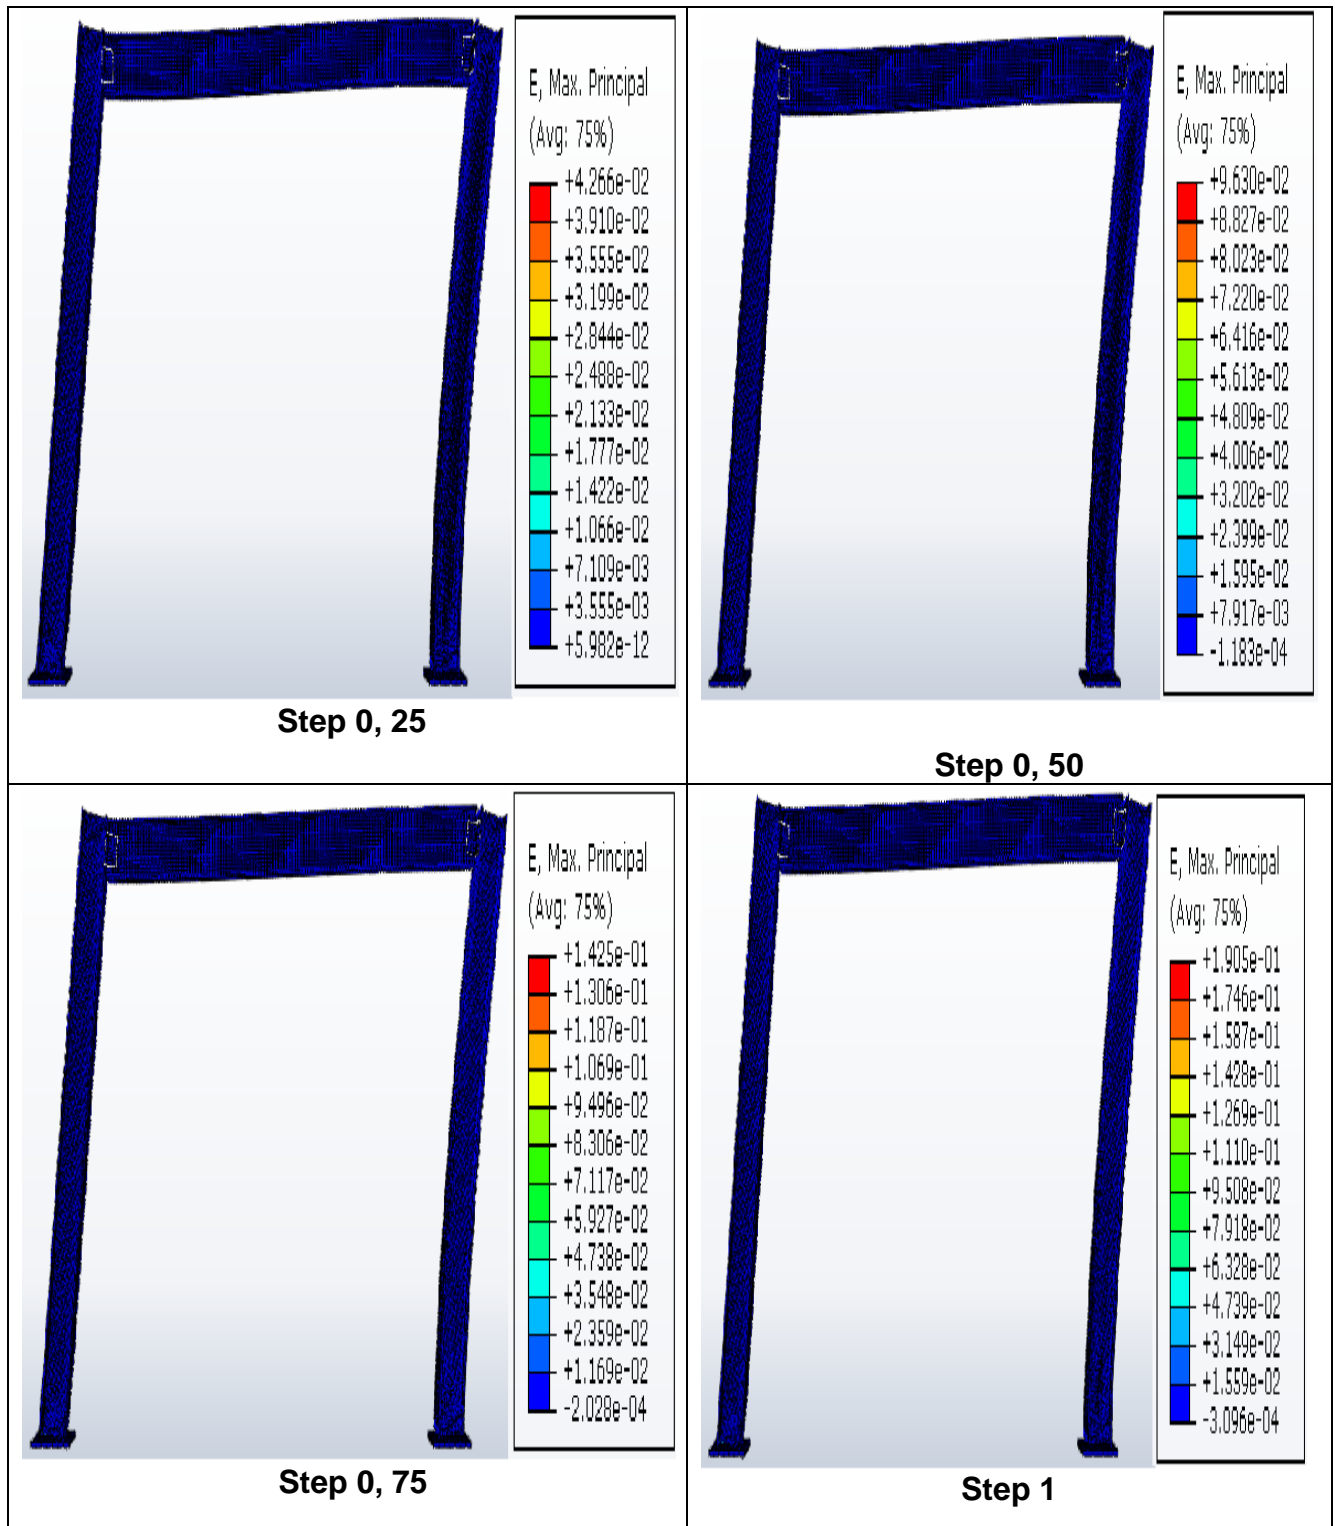 E, Max. Principal
(Avg: 75%)
+4.266e-02
+3.910e-02
+3.555e-02
+3.199e-02
+2.844e-02
+2.488e-02
+2.133e-02
+1.777e-02
+1.422e-02
+1.066e-02
+7.109e-03
+3.555e-03
+5.982e-12
Step 0, 25
E, Max. Principal
(Avg: 75%)
+9.630e-02
+8.827e-02
+8.023e-02
+7.220e-02
+6.416e-02
+5.613e-02
+4.809e-02
+4.006e-02
+3.202e-02
+2.399e-02
+1.595e-02
+7.917e-03
-1.183e-04
Step 0, 50
E, Max. Principal
(Avg: 75%)
+1.425e-01
+1.306e-01
+1.187e-01
+1.069e-01
+9.496e-02
+8.306e-02
+7.117e-02
+5.927e-02
+4.738e-02
+3.548e-02
+2.359e-02
+1.169e-02
-2.028e-04
Step 0, 75
E, Max. Principal
(Avg: 75%)
+1.905e-01
+1.746e-01
+1.587e-01
+1.428e-01
+1.269e-01
+1.110e-01
+9.508e-02
+7.918e-02
+6.328e-02
+4.739e-02
+3.149e-02
+1.559e-02
-3.096e-04
Step 1